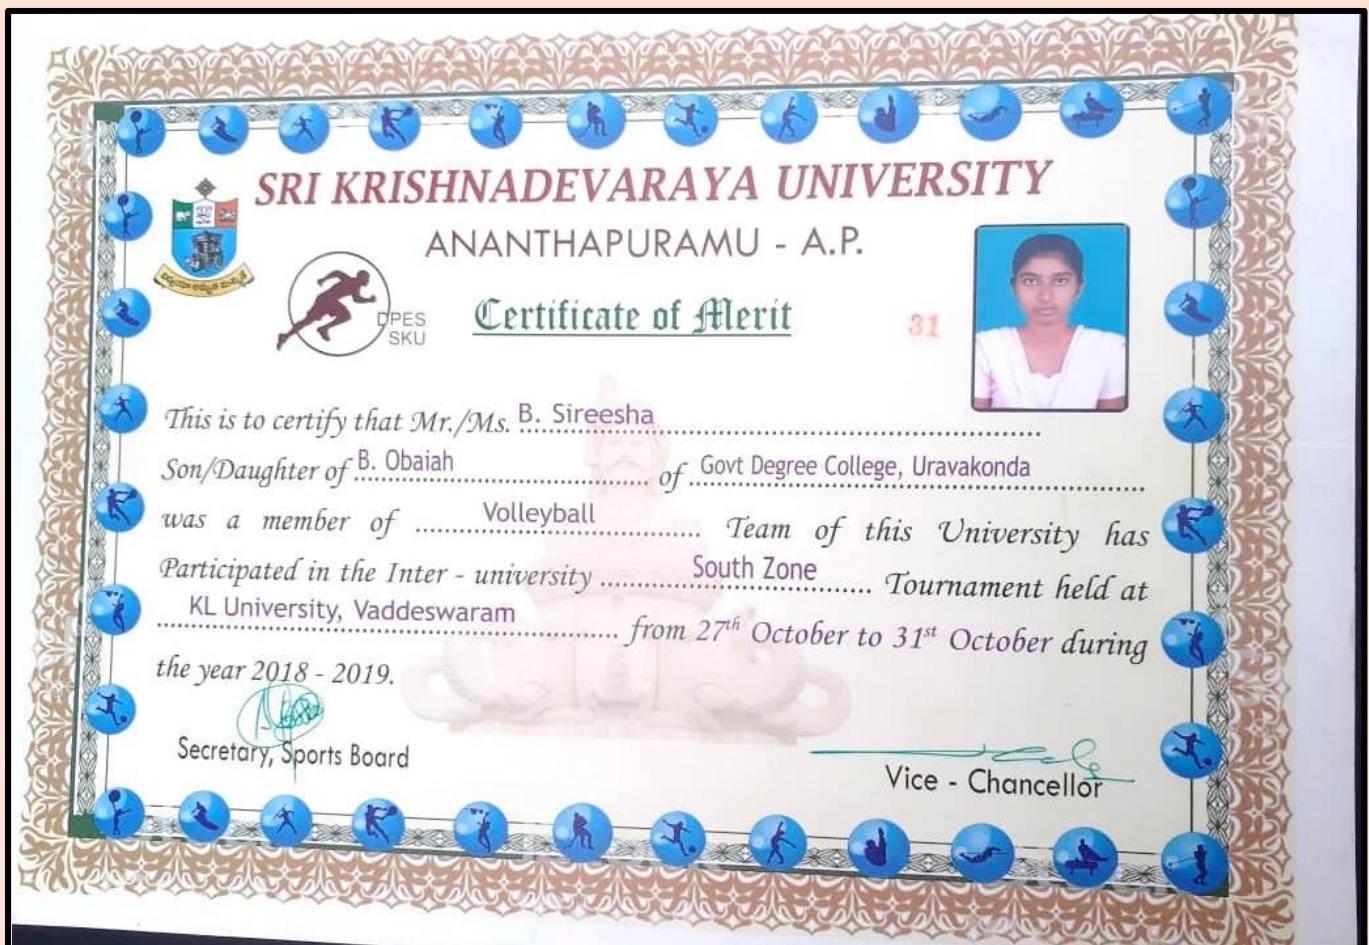 SRI KRISHNADEVARAYA UNIVERSITY
ANANTHAPURAMU - A.P.
DPES
SKU
Certificate of Merit
31
This is to certify that Mr./Ms. B. Sireesha
Son/Daughter of B. Obaiah of Govt Degree College, Uravakonda
was a member of Volleyball Team of this University has
Participated in the Inter - university South Zone Tournament held at
KL University, Vaddeswaram from 27th October to 31st October during
the year 2018 - 2019.
Secretary, Sports Board
Vice - Chancellor